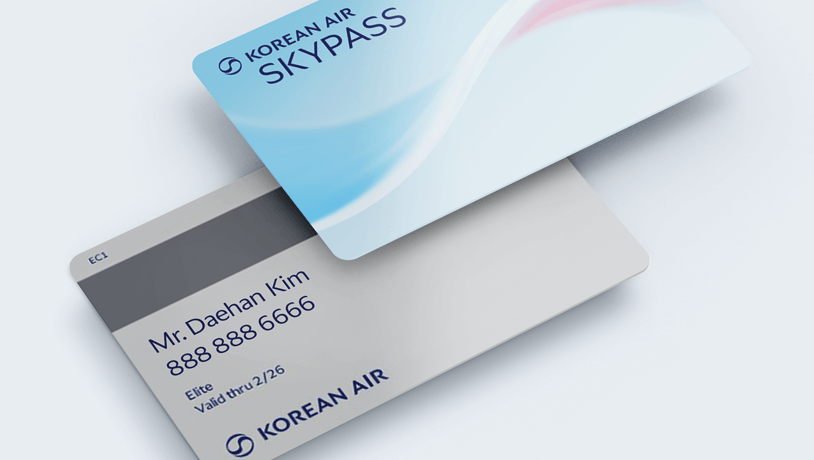 KOREAN AIR
SKYPASS
EC1
Mr. Daehan Kim
888 888 6666
Elite
Valid thru 2/26
KOREAN AIR